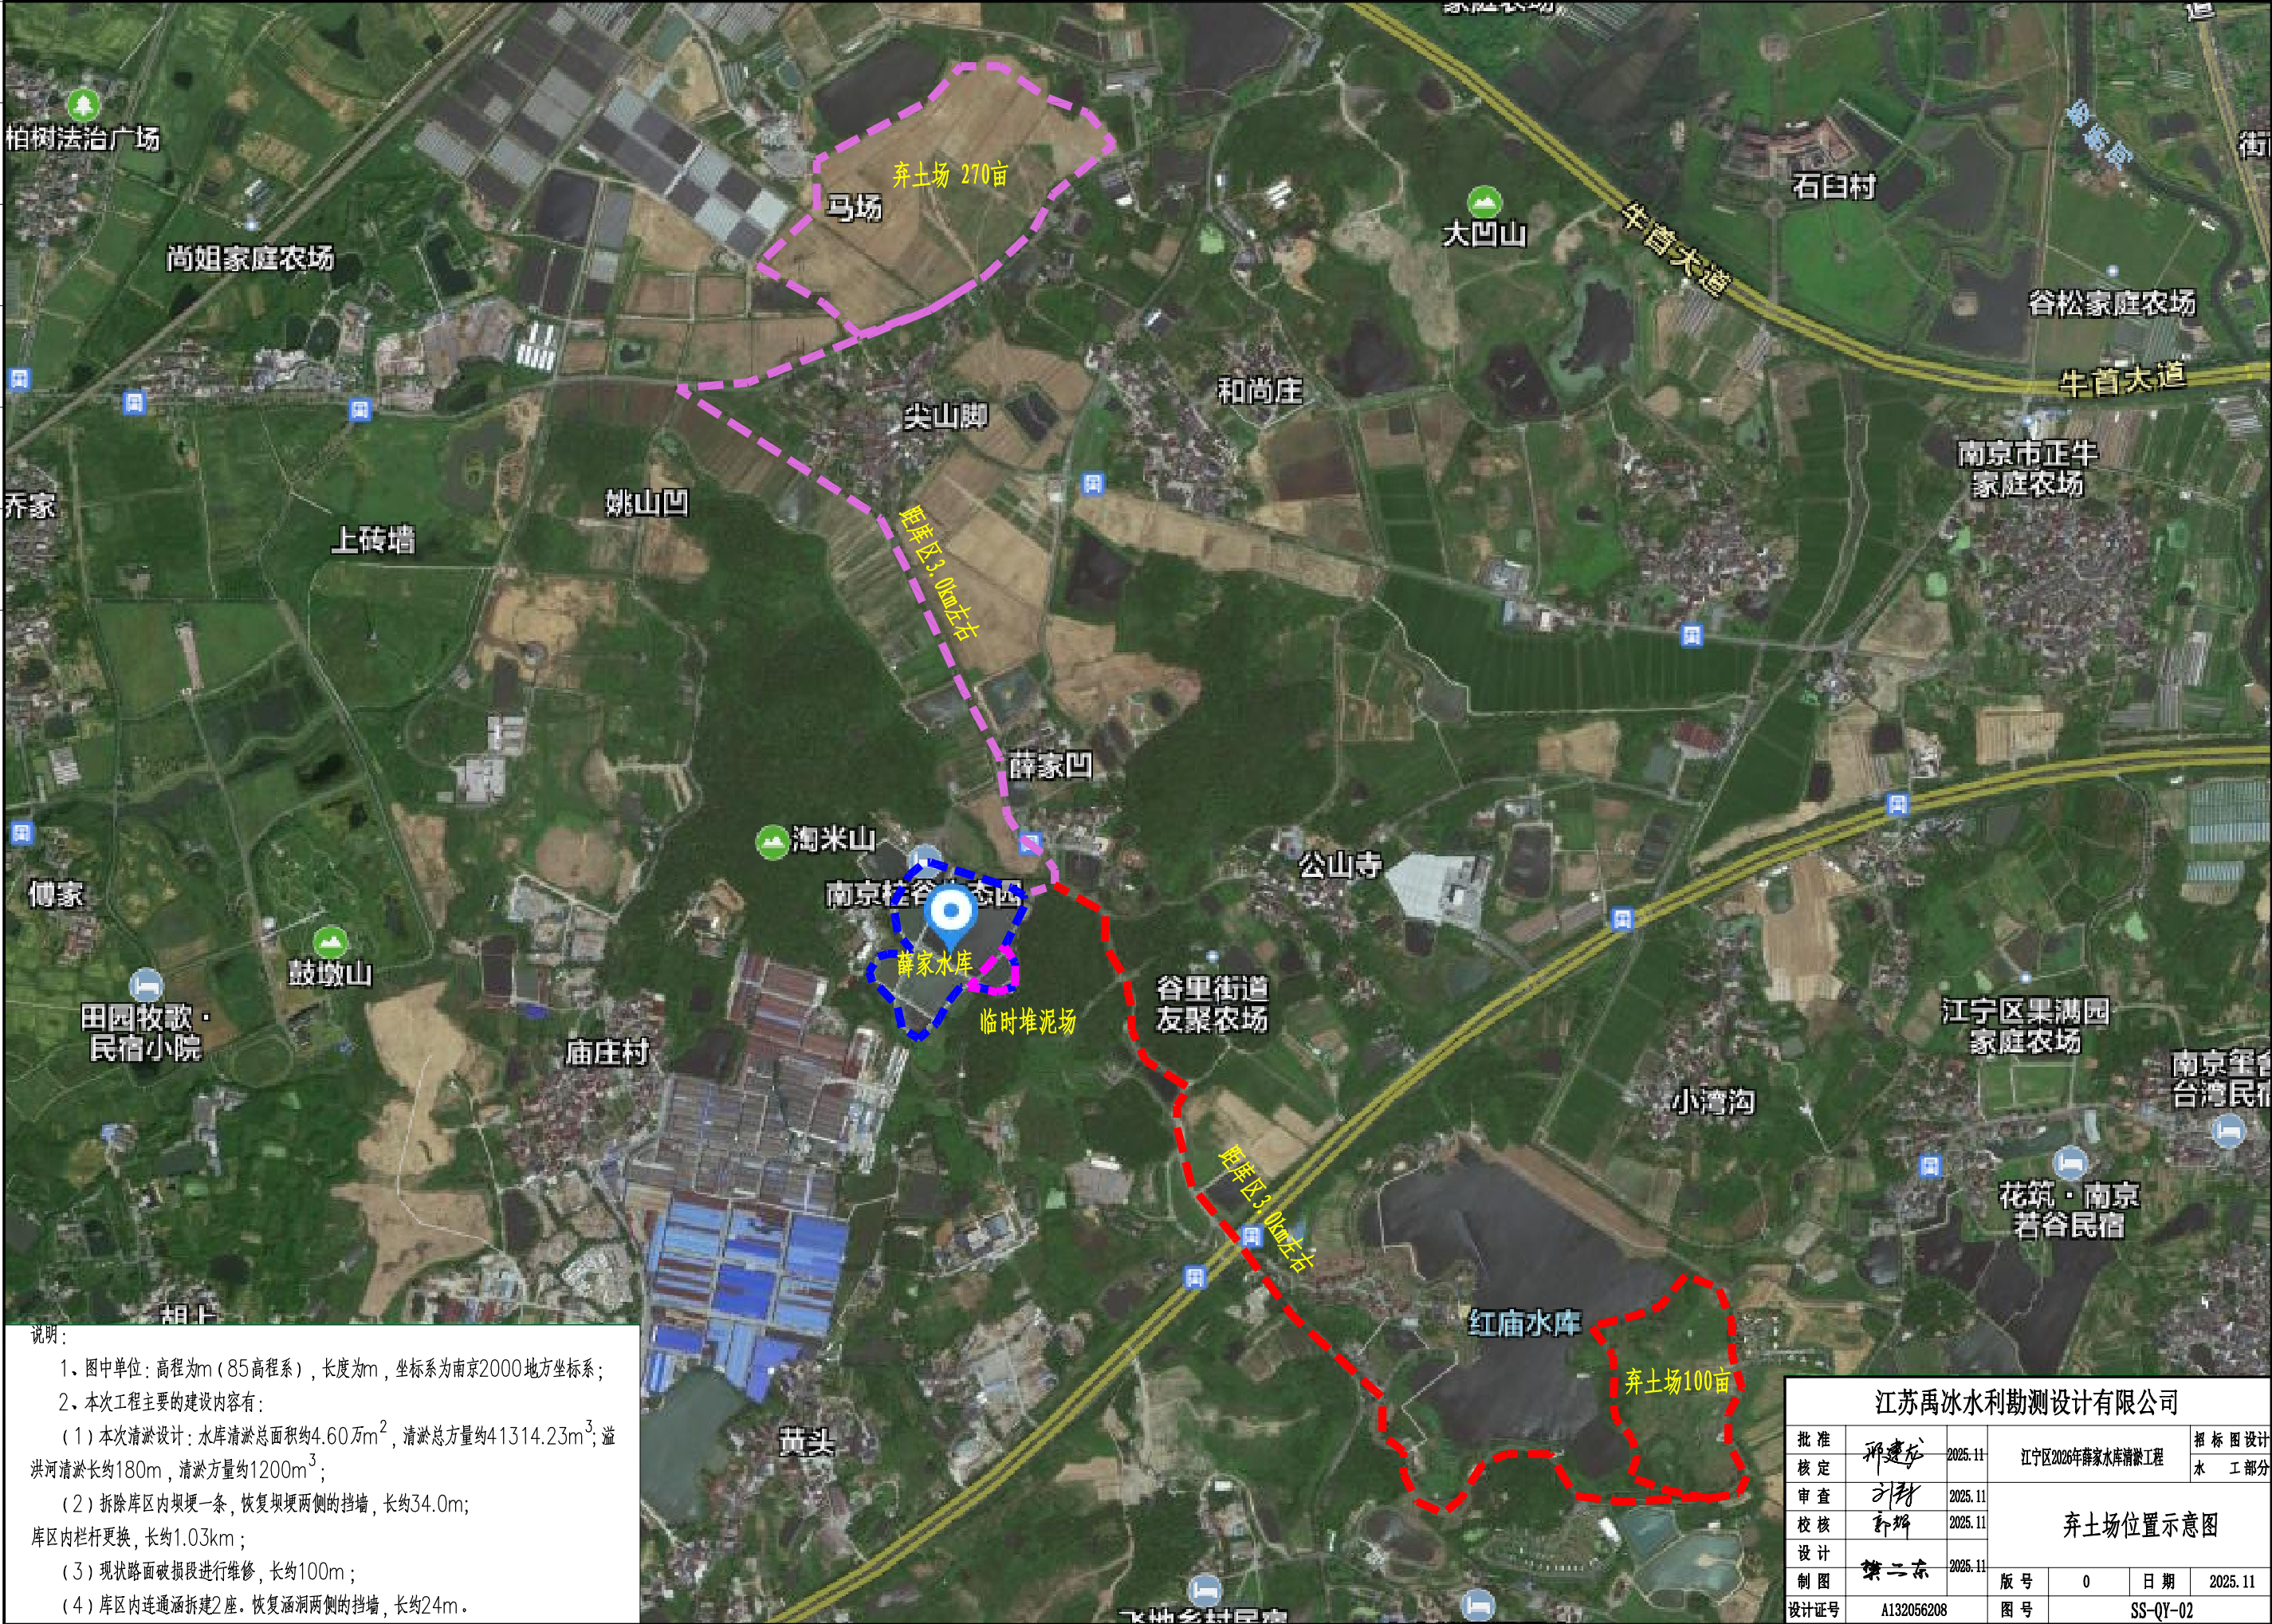 柏树法治广场
尚姐家庭农场
马场
弃土场 270亩
大凹山
石臼村
牛首大道
谷松家庭农场
牛首大道
和尚庄
尖山脚
南京市正牛
家庭农场
乔家
姚山凹
上砖墙
距库区3.0km左右
薛家凹
淘米山
公山寺
傅家
薛家水库
鼓墩山
临时堆泥场
田园牧歌·
民宿小院
谷里街道
友聚农场
江宁区果满园
家庭农场
庙庄村
小湾沟
距库区3.0km左右
花筑·南京
若谷民宿
红庙水库
弃土场100亩
黄头
说明:
1、图中单位:高程为m(85高程系),长度为m,坐标系为南京2000地方坐标系;
2、本次工程主要的建设内容有:
(1)本次清淤设计:水库清淤总面积约4.60万m²,清淤总方量约41314.23m³;溢
洪河清淤长约180m,清淤方量约1200m³;
(2)拆除库区内坝埂一条,恢复坝埂两侧的挡墙,长约34.0m;
库区内栏杆更换,长约1.03km;
(3)现状路面破损段进行维修,长约100m;
(4)库区内连通涵拆建2座。恢复涵洞两侧的挡墙,长约24m。
江苏禹冰水利勘测设计有限公司
批准
核定 2025.11 江宁区2026年薛家水库清淤工程
招标图设计
水 工部分
审查 2025.11
校核 2025.11
弃土场位置示意图
设计
制图 2025.11
版号 0 日期 2025.11
设计证号 A132056208 图号 SS-QY-02